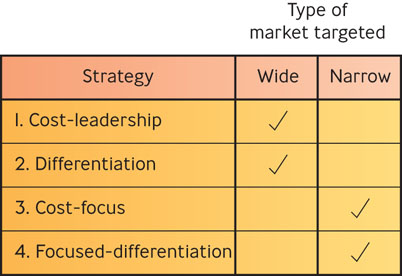 Type of
market targeted
Strategy Wide Narrow
1. Cost-leadership ✓
2. Differentiation ✓
3. Cost-focus ✓
4. Focused-differentiation ✓